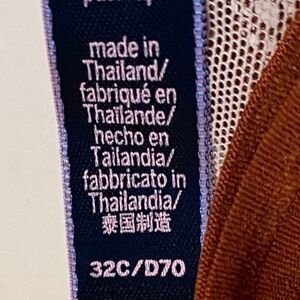 made in
Thailand/
fabriqué en
Thaïlande/
hecho en
Tailandia/
fabbricato in
Thailandia/
泰国制造
32C/D70